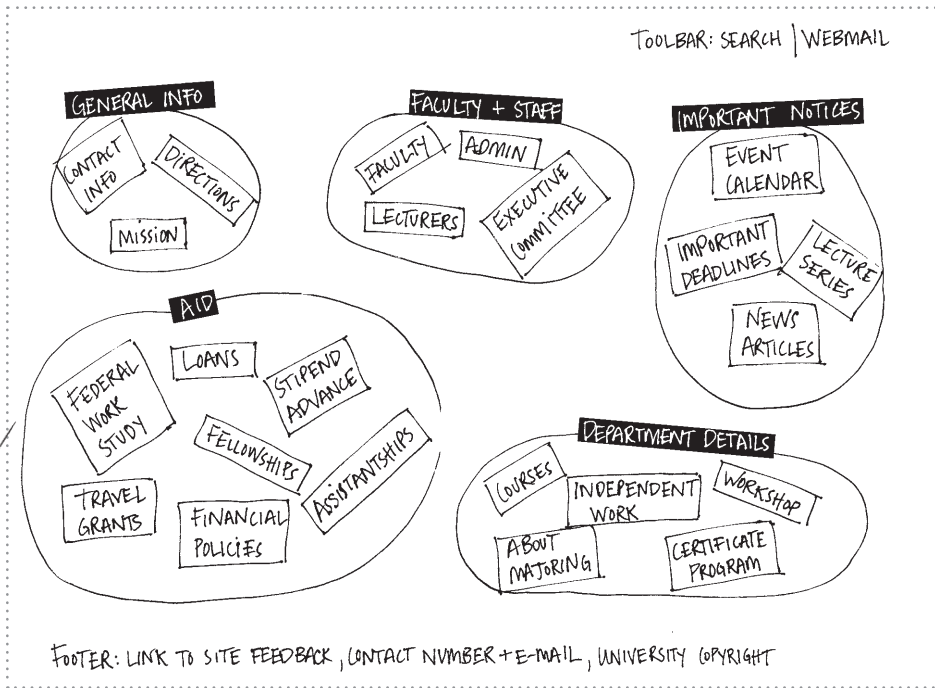 TOOLBAR: SEARCH | WEBMAIL
GENERAL INFO
CONTACT
INFO
DIRECTIONS
MISSION
FACULTY + STAFF
FACULTY
ADMIN
LECTURERS
EXECUTIVE
COMMITTEE
IMPORTANT NOTICES
EVENT
CALENDAR
IMPORTANT
DEADLINES
LECTURE
SERIES
NEWS
ARTICLES
AID
FEDERAL
WORK
STUDY
LOANS
STIPEND
ADVANCE
FELLOWSHIPS
ASSISTANTSHIPS
TRAVEL
GRANTS
FINANCIAL
POLICIES
DEPARTMENT DETAILS
COURSES
INDEPENDENT
WORK
WORKSHOP
ABOUT
MAJORING
CERTIFICATE
PROGRAM
FOOTER: LINK TO SITE FEEDBACK, CONTACT NUMBER + E-MAIL, UNIVERSITY COPYRIGHT